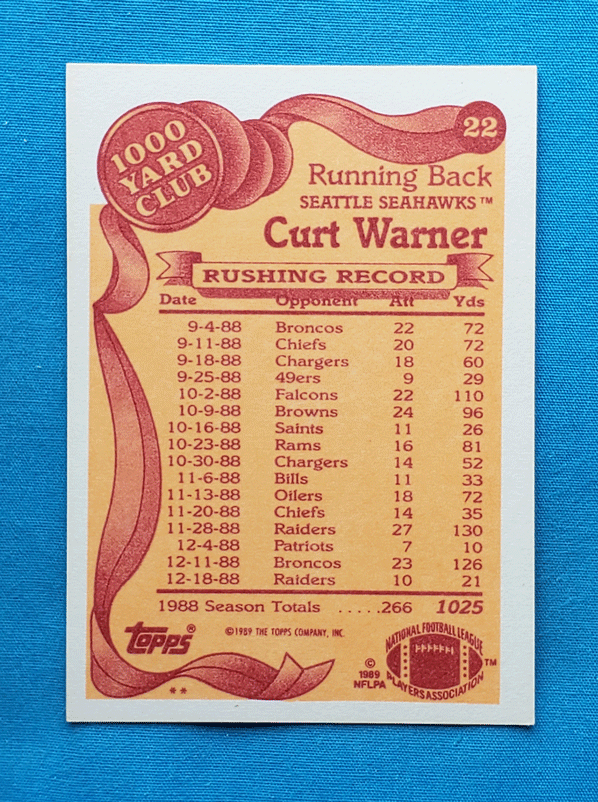 1000
YARD
CLUB
22
Running Back
SEATTLE SEAHAWKS ™
Curt Warner
RUSHING RECORD
Date Opponent Att Yds
9-4-88 Broncos 22 72
9-11-88 Chiefs 20 72
9-18-88 Chargers 18 60
9-25-88 49ers 9 29
10-2-88 Falcons 22 110
10-9-88 Browns 24 96
10-16-88 Saints 11 26
10-23-88 Rams 16 81
10-30-88 Chargers 14 52
11-6-88 Bills 11 33
11-13-88 Oilers 18 72
11-20-88 Chiefs 14 35
11-28-88 Raiders 27 130
12-4-88 Patriots 7 10
12-11-88 Broncos 23 126
12-18-88 Raiders 10 21
1988 Season Totals .....266 1025
topps®
©1989 THE TOPPS COMPANY, INC.
**
©
1989
NFLPA
NATIONAL FOOTBALL LEAGUE
PLAYERS ASSOCIATION
™